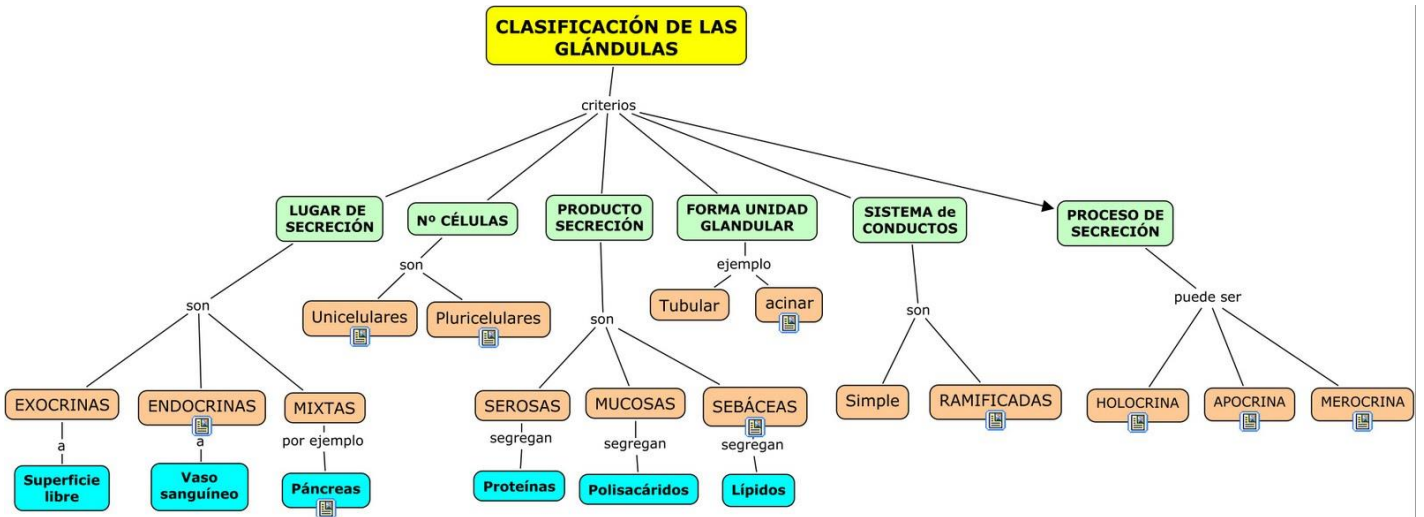 CLASIFICACIÓN DE LAS
GLÁNDULAS
criterios
LUGAR DE
SECRECIÓN
Nº CÉLULAS
PRODUCTO
SECRECIÓN
FORMA UNIDAD
GLANDULAR
SISTEMA de
CONDUCTOS
PROCESO DE
SECRECIÓN
son
son
son
ejemplo
son
puede ser
Unicelulares
Pluricelulares
Tubular
acinar
EXOCRINAS
ENDOCRINAS
MIXTAS
SEROSAS
MUCOSAS
SEBÁCEAS
Simple
RAMIFICADAS
HOLOCRINA
APOCRINA
MEROCRINA
a
a
por ejemplo
segregan
segregan
segregan
Superficie
libre
Vaso
sanguíneo
Páncreas
Proteínas
Polisacáridos
Lípidos